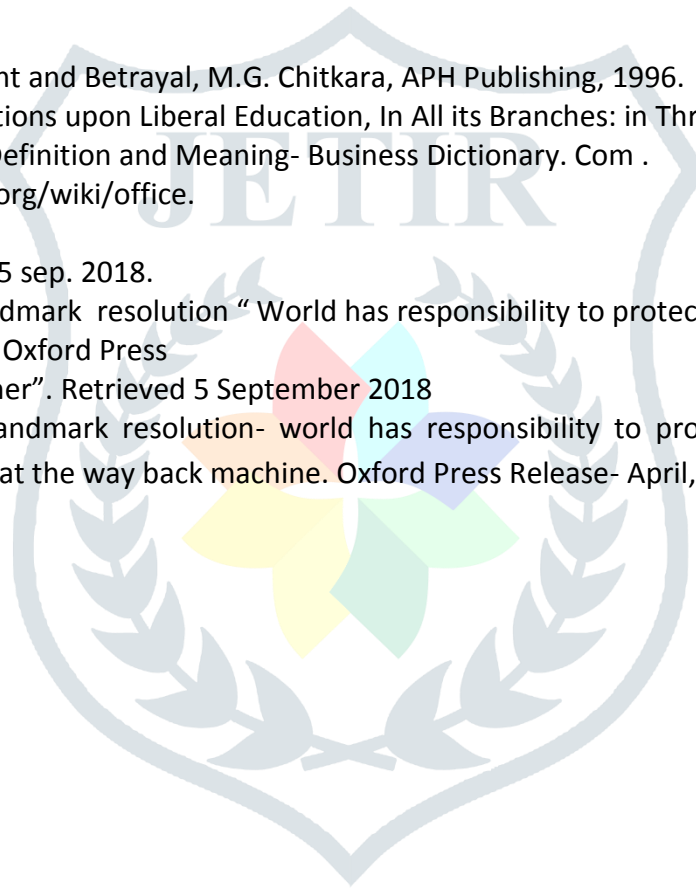 nt and Betrayal, M.G. Chitkara, APH Publishing, 1996.
tions upon Liberal Education, In All its Branches: in Thr
Definition and Meaning- Business Dictionary. Com .
org/wiki/office.
5 sep. 2018.
ndmark resolution “ World has responsibility to protec
Oxford Press
her”. Retrieved 5 September 2018
andmark resolution- world has responsibility to pro
at the way back machine. Oxford Press Release- April,
JETIR